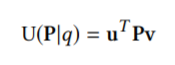 U(P|q) = u^T Pv